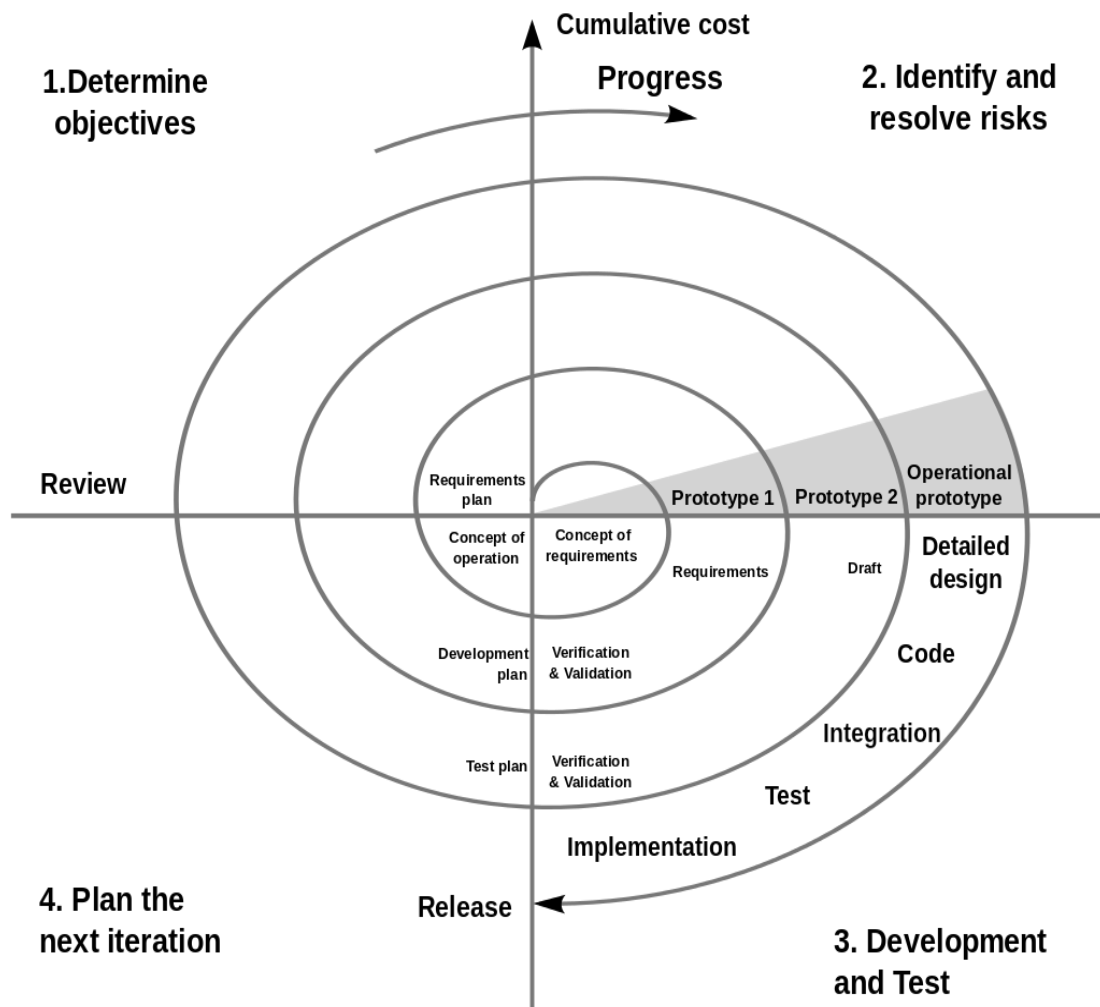 Cumulative cost
Progress
1.Determine
objectives
2. Identify and
resolve risks
Review
Requirements
plan
Prototype 1
Prototype 2
Operational
prototype
Concept of
operation
Concept of
requirements
Requirements
Draft
Detailed
design
Development
plan
Verification
& Validation
Code
Integration
Test plan
Verification
& Validation
Test
Implementation
Release
4. Plan the
next iteration
3. Development
and Test